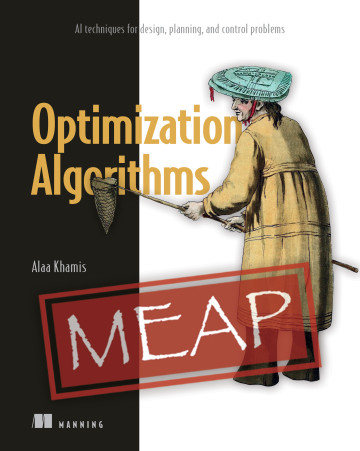 AI techniques for design, planning, and control problems
Optimization
Algorithms
Alaa Khamis
MEAP
MANNING